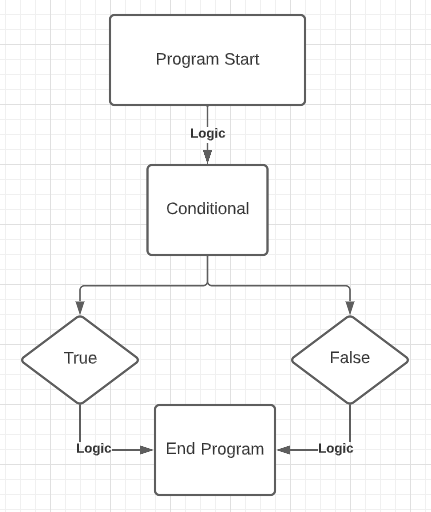 Program Start
Logic
Conditional
True
False
End Program
Logic
Logic